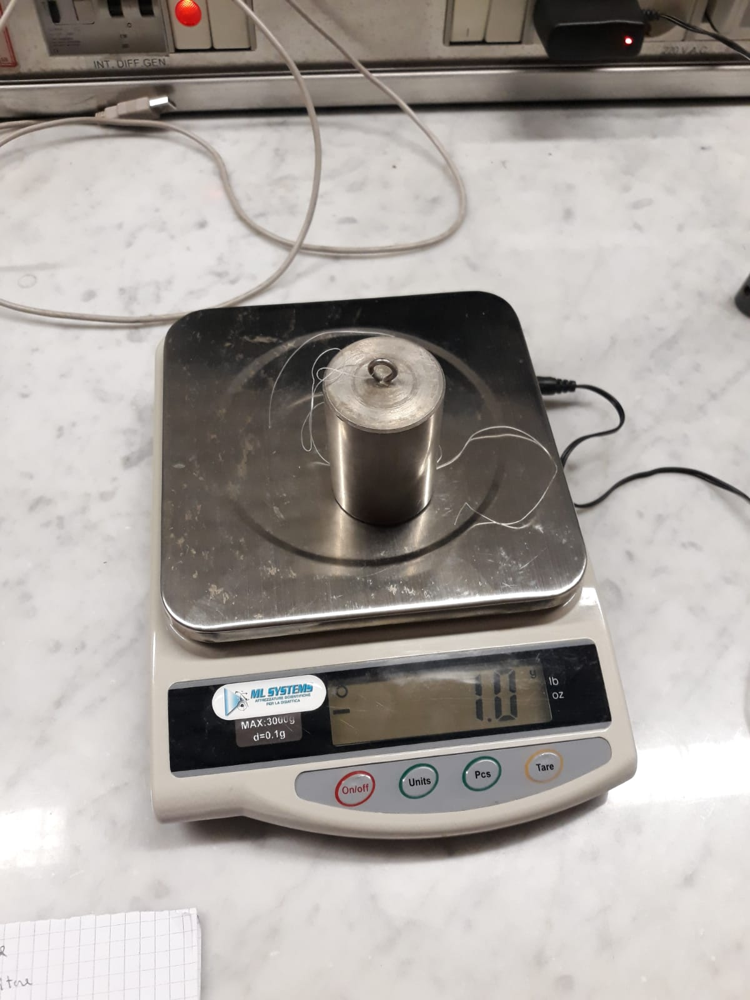 INT. DIFF.GEN
220 V A.C.
ML SYSTEMS
ATTREZZATURE SCIENTIFICHE
PER LA DIDATTICA
MAX:3000g
d=0.1g
1.0 g
lb
oz
On/off
Units
Pcs
Tare